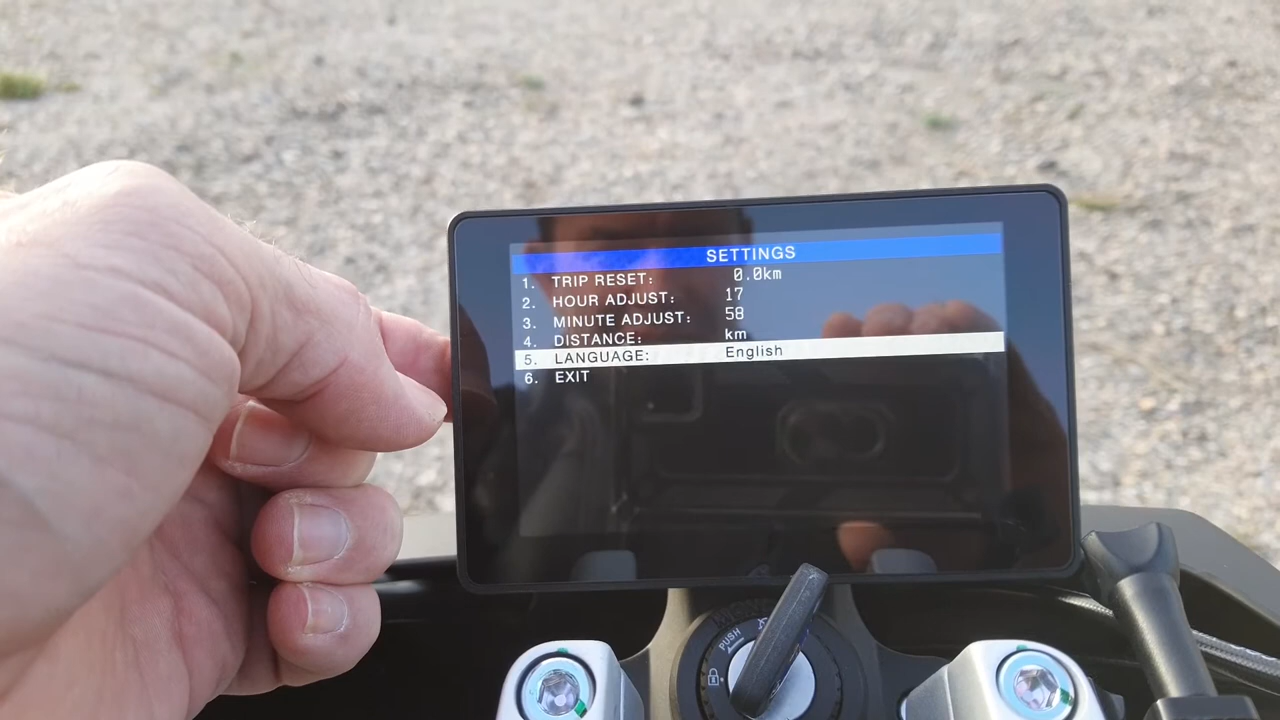 SETTINGS
1. TRIP RESET: 0.0km
2. HOUR ADJUST: 17
3. MINUTE ADJUST: 58
4. DISTANCE: km
5. LANGUAGE: English
6. EXIT
PUSH